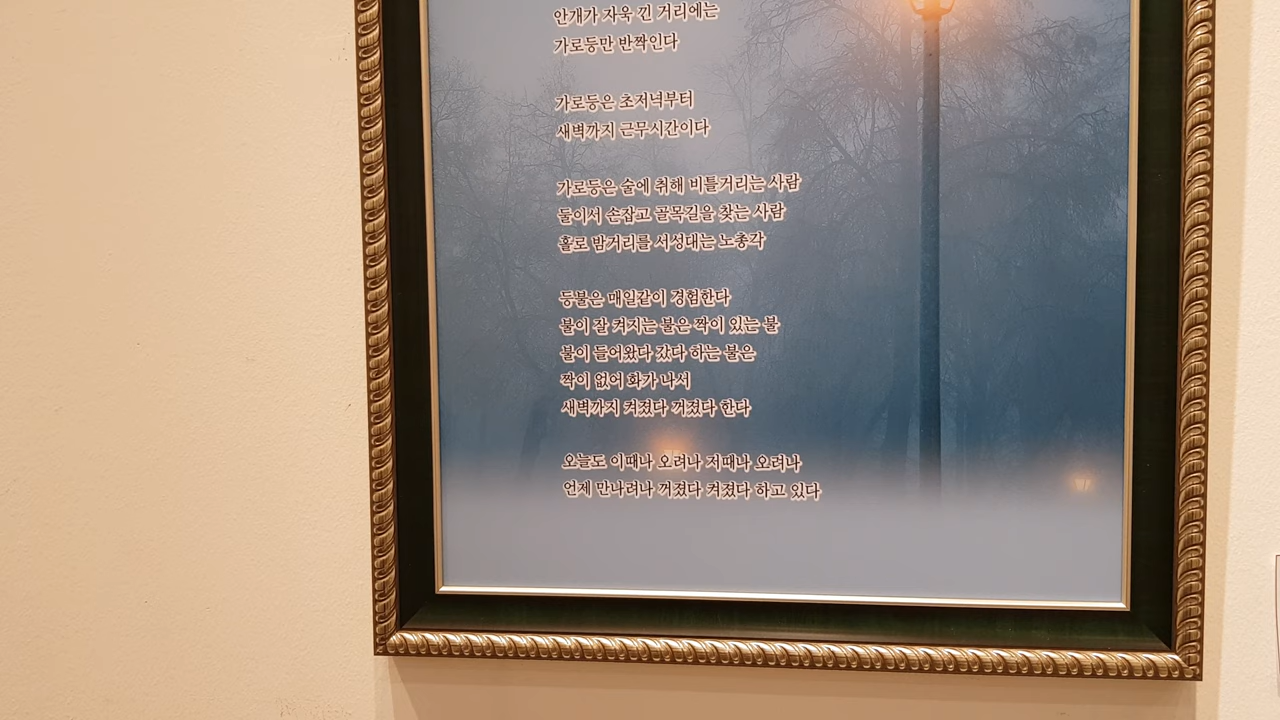 안개가 자욱 낀 거리에는
가로등만 반짝인다
가로등은 초저녁부터
새벽까지 근무시간이다
가로등은 술에 취해 비틀거리는 사람
둘이서 손잡고 골목길을 찾는 사람
홀로 밤거리를 서성대는 노총각
등불은 매일같이 경험한다
불이 잘 켜지는 불은 짝이 있는 불
불이 들어왔다 갔다 하는 불은
짝이 없어 화가 나서
새벽까지 켜졌다 꺼졌다 한다
오늘도 이때나 오려나 저때나 오려나
언제 만나려나 꺼졌다 켜졌다 하고 있다